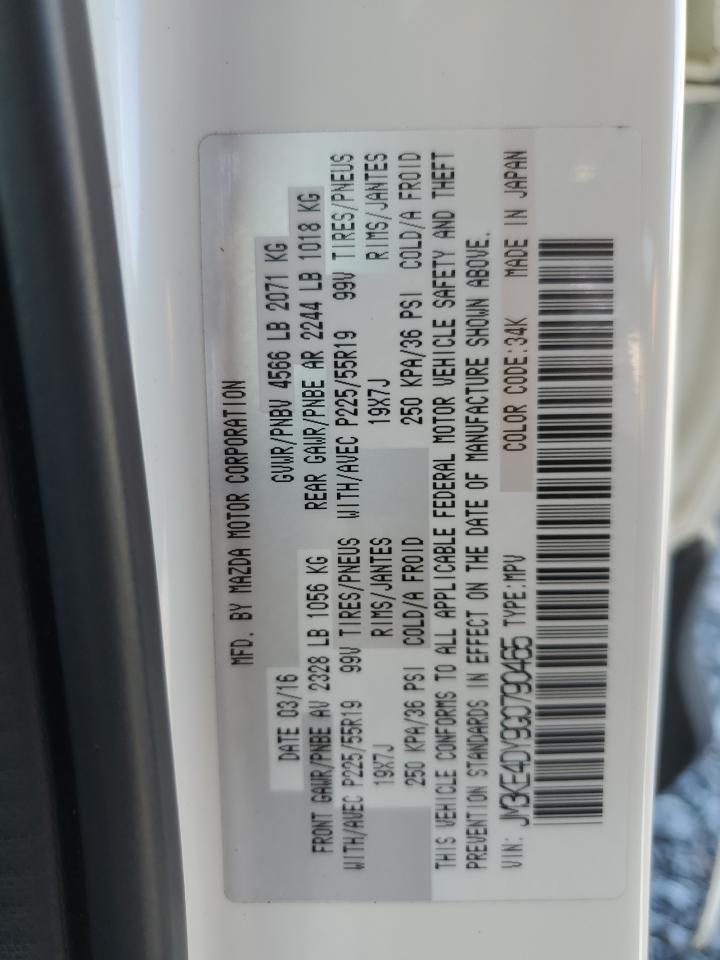 MFD. BY MAZDA MOTOR CORPORATION
DATE 03/16 GVWR/PNBV 4566 LB 2071 KG
FRONT GAWR/PNBE AV 2328 LB 1056 KG REAR GAWR/PNBE AR 2244 LB 1018 KG
WITH/AVEC P225/55R19 99V TIRES/PNEUS WITH/AVEC P225/55R19 99V TIRES/PNEUS
19X7J RIMS/JANTES 19X7J RIMS/JANTES
250 KPA/36 PSI COLD/A FROID 250 KPA/36 PSI COLD/A FROID
THIS VEHICLE CONFORMS TO ALL APPLICABLE FEDERAL MOTOR VEHICLE SAFETY AND THEFT
PREVENTION STANDARDS IN EFFECT ON THE DATE OF MANUFACTURE SHOWN ABOVE.
VIN: JM3KE4DY9G0790465 TYPE:MPV COLOR CODE:34K MADE IN JAPAN